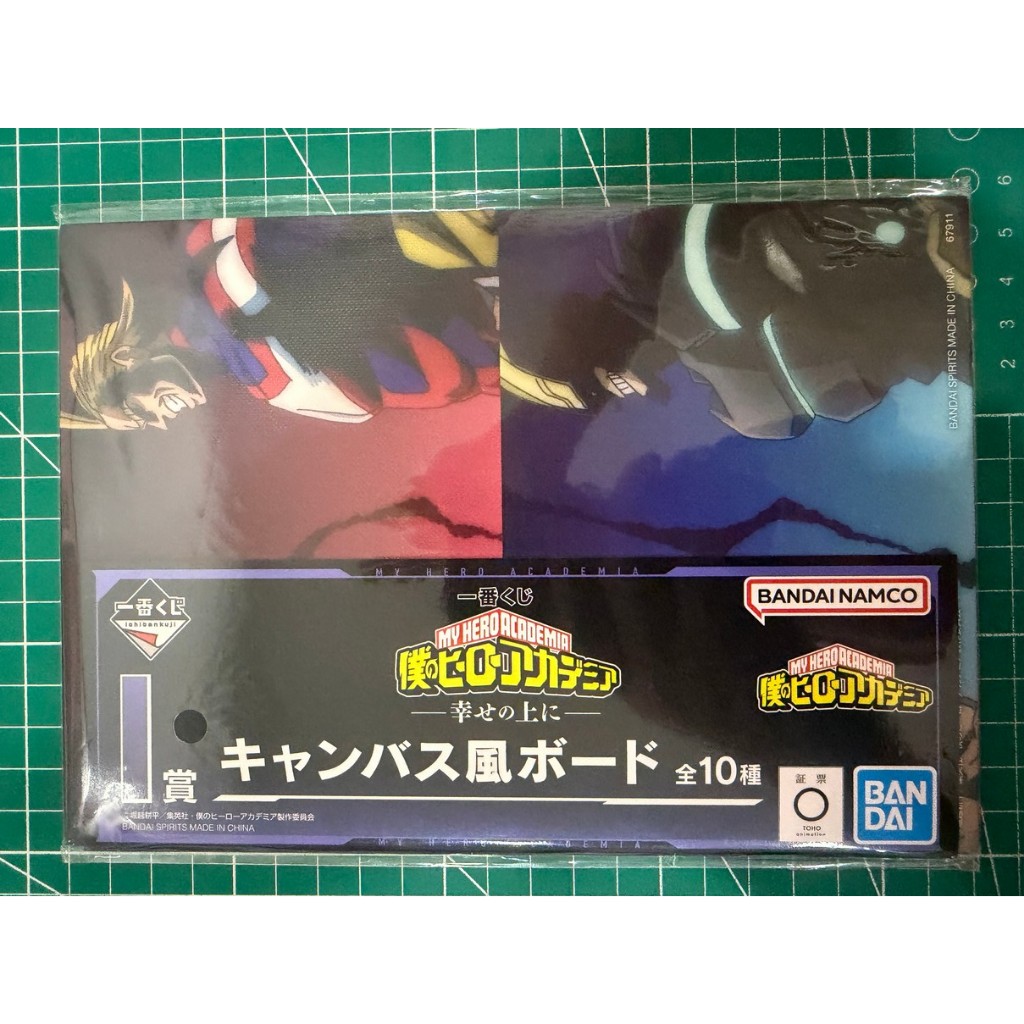 6
5
4
3
2
67911
BANDAI SPIRITS MADE IN CHINA
MY HERO ACADEMIA
一番くじ
ichibankuji
一番くじ
MY HERO ACADEMIA
僕のヒーローアカデミア
幸せの上に
BANDAI NAMCO
MY HERO ACADEMIA
僕のヒーローアカデミア
I賞
キャンバス風ボード 全10種
証票
TOHO
animation
BAN
DAI
©堀越耕平/集英社・僕のヒーローアカデミア製作委員会
BANDAI SPIRITS MADE IN CHINA
MY HERO ACADEMIA